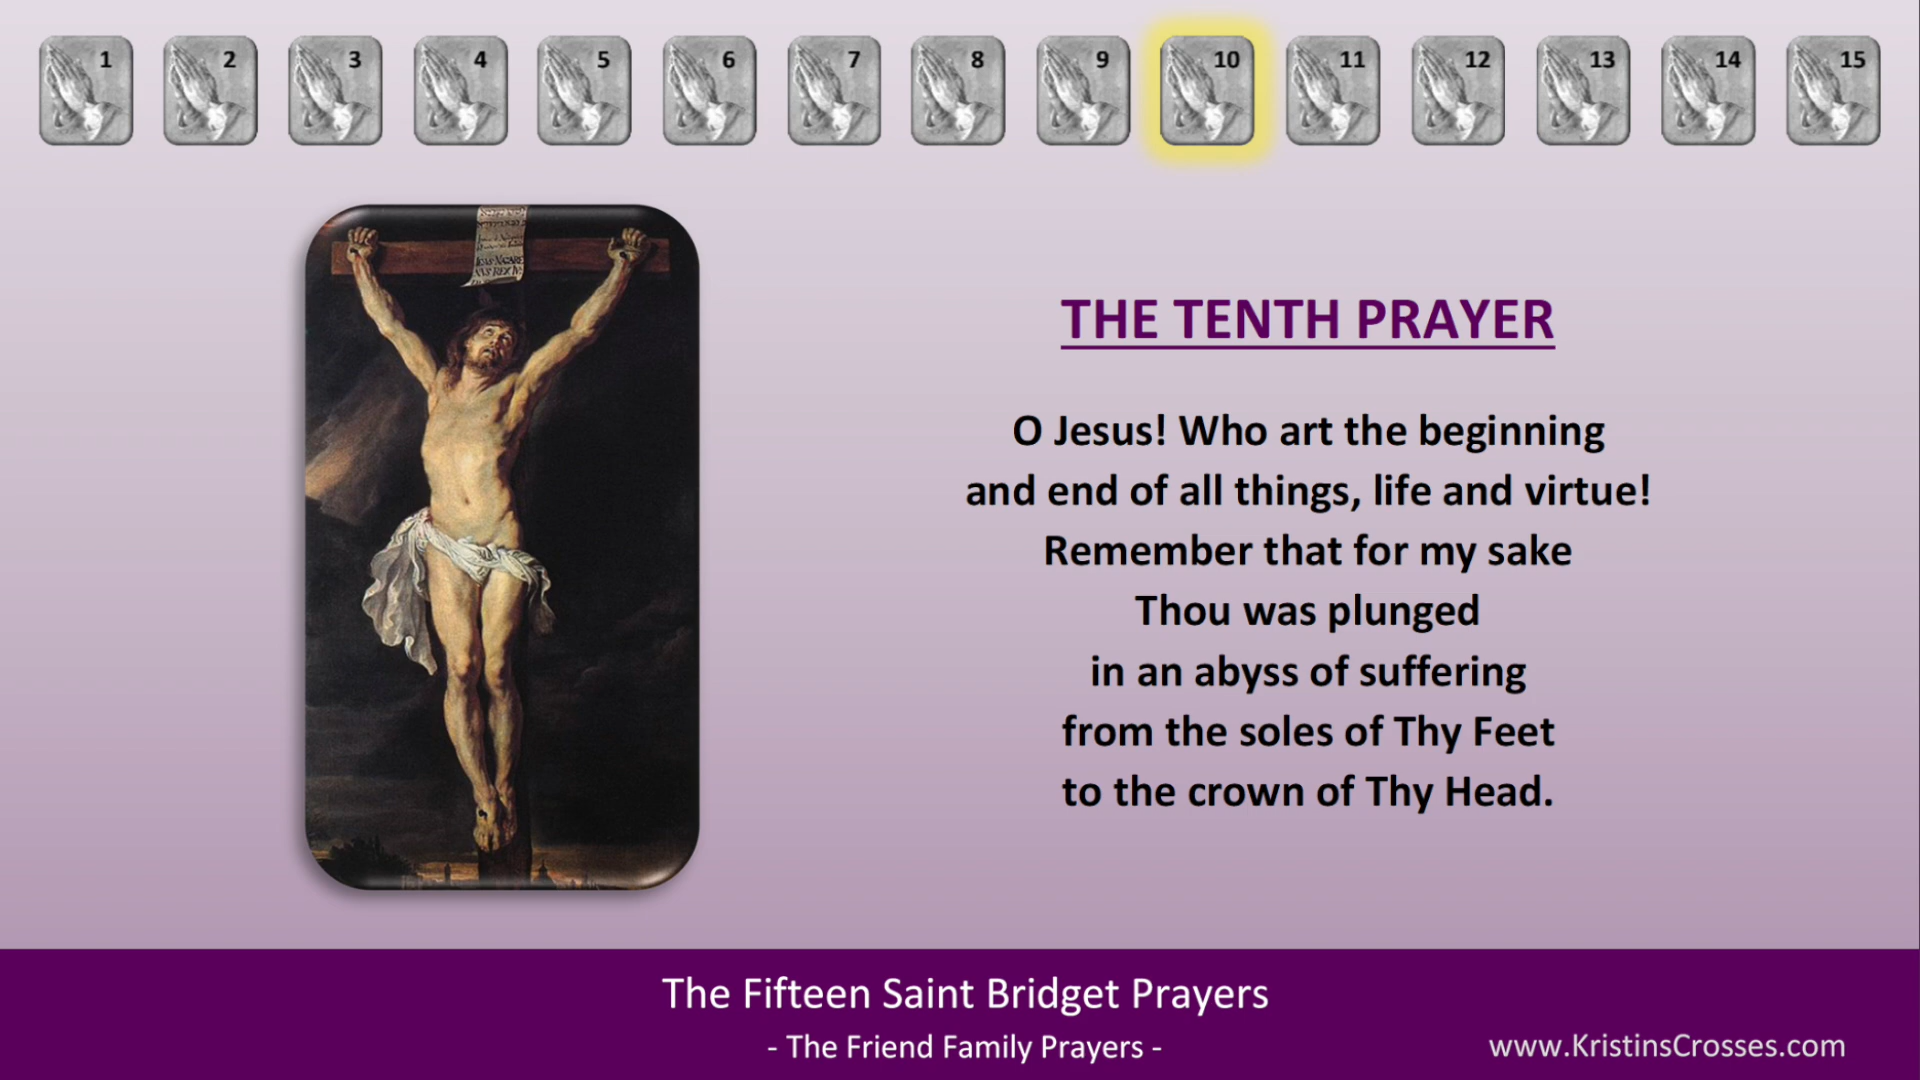 1 2 3 4 5 6 7 8 9 10 11 12 13 14 15
THE TENTH PRAYER
O Jesus! Who art the beginning
and end of all things, life and virtue!
Remember that for my sake
Thou was plunged
in an abyss of suffering
from the soles of Thy Feet
to the crown of Thy Head.
The Fifteen Saint Bridget Prayers
- The Friend Family Prayers -
www.KristinsCrosses.com